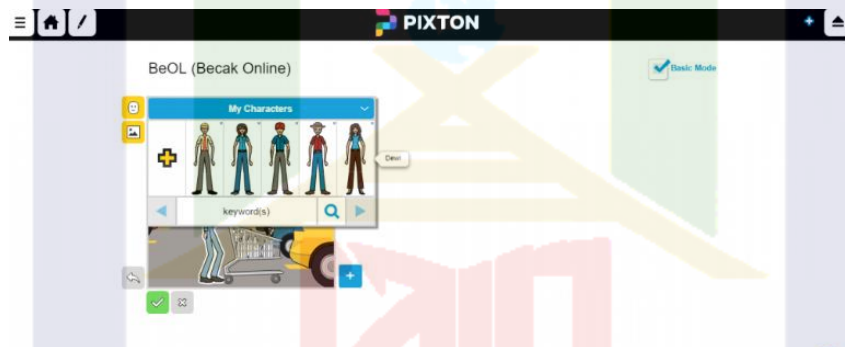 PIXTON
BeOL (Becak Online)
Basic Mode
My Characters
Dewi
keyword(s)